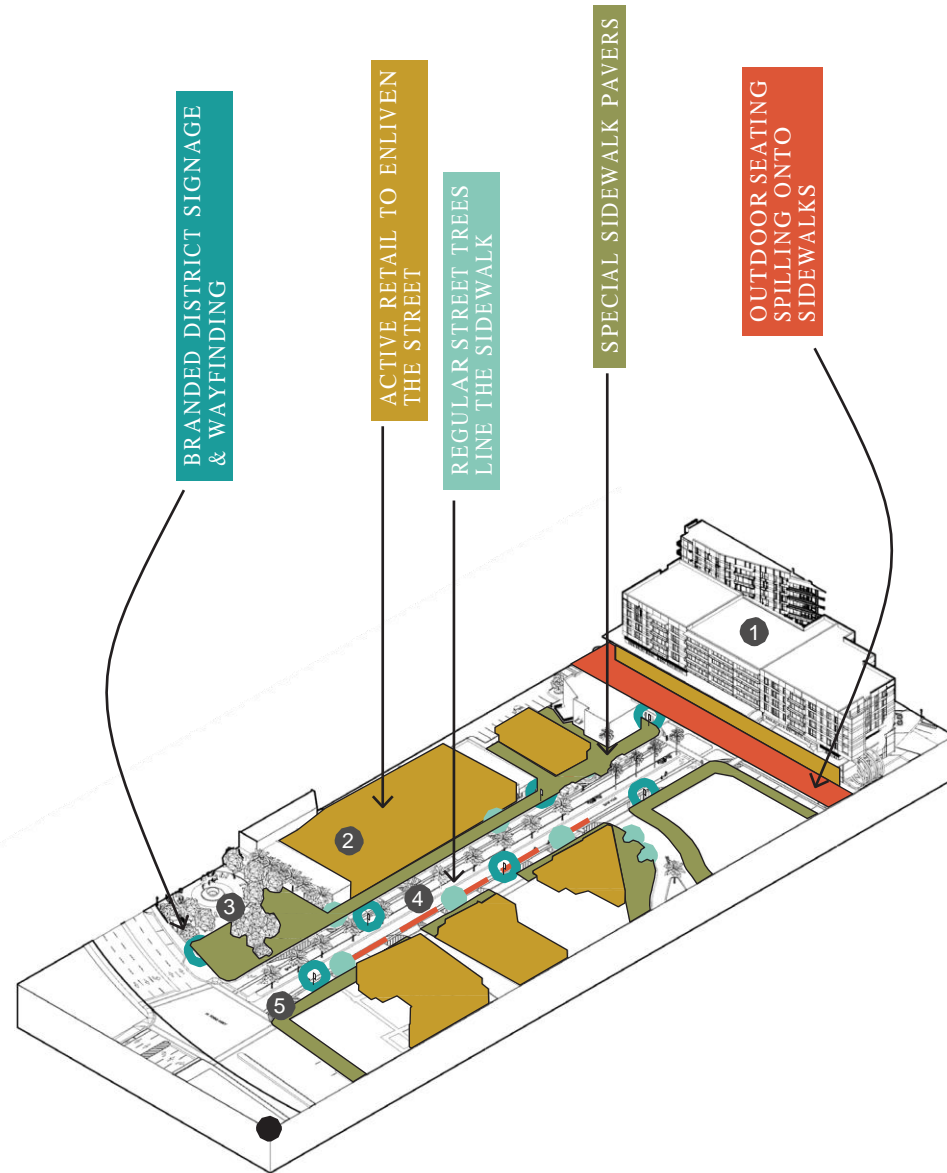 BRANDED DISTRICT SIGNAGE
& WAYFINDING
ACTIVE RETAIL TO ENLIVEN
THE STREET
REGULAR STREET TREES
LINE THE SIDEWALK
SPECIAL SIDEWALK PAVERS
OUTDOOR SEATING
SPILLING ONTO
SIDEWALKS
1
2
3
4
5